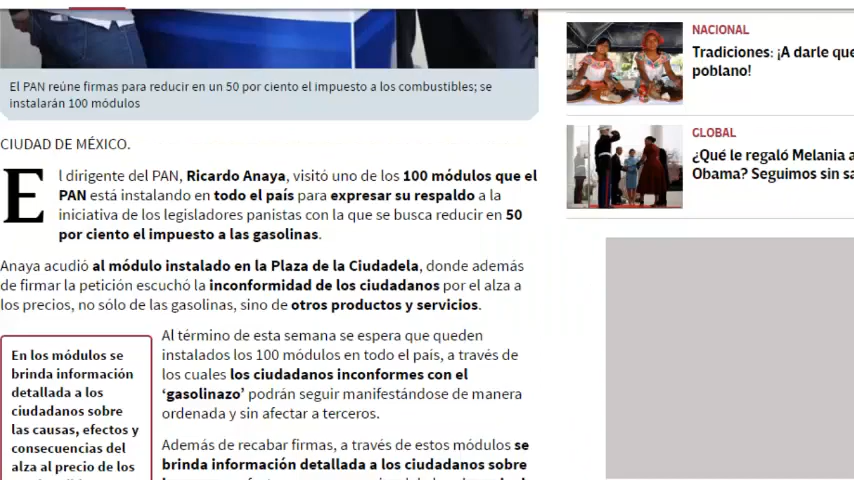 El PAN reúne firmas para reducir en un 50 por ciento el impuesto a los combustibles; se
instalarán 100 módulos
CIUDAD DE MÉXICO.
El dirigente del PAN, Ricardo Anaya, visitó uno de los 100 módulos que el
PAN está instalando en todo el país para expresar su respaldo a la
iniciativa de los legisladores panistas con la que se busca reducir en 50
por ciento el impuesto a las gasolinas.
Anaya acudió al módulo instalado en la Plaza de la Ciudadela, donde además
de firmar la petición escuchó la inconformidad de los ciudadanos por el alza a
los precios, no sólo de las gasolinas, sino de otros productos y servicios.
En los módulos se
brinda información
detallada a los
ciudadanos sobre
las causas, efectos y
consecuencias del
alza al precio de los
Al término de esta semana se espera que queden
instalados los 100 módulos en todo el país, a través de
los cuales los ciudadanos inconformes con el
‘gasolinazo’ podrán seguir manifestándose de manera
ordenada y sin afectar a terceros.
Además de recabar firmas, a través de estos módulos se
brinda información detallada a los ciudadanos sobre
NACIONAL
Tradiciones: ¡A darle que
poblano!
GLOBAL
¿Qué le regaló Melania a
Obama? Seguimos sin sa